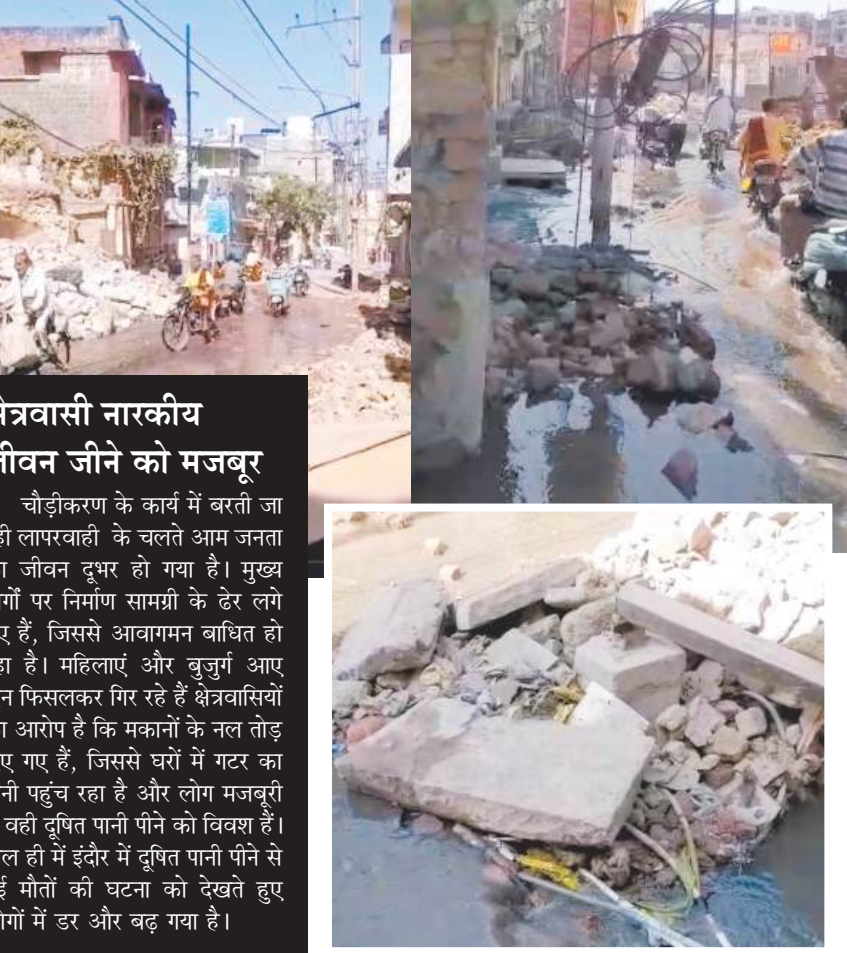 त्रवासी नारकीय
ीवन जीने को मजबूर
चौड़ीकरण के कार्य में बरती जा
ही लापरवाही के चलते आम जनता
ा जीवन दूभर हो गया है। मुख्य
र्गों पर निर्माण सामग्री के ढेर लगे
ए हैं, जिससे आवागमन बाधित हो
हा है। महिलाएं और बुजुर्ग आए
न फिसलकर गिर रहे हैं क्षेत्रवासियों
ा आरोप है कि मकानों के नल तोड़
ए गए हैं, जिससे घरों में गटर का
नी पहुंच रहा है और लोग मजबूरी
वही दूषित पानी पीने को विवश हैं।
ल ही में इंदौर में दूषित पानी पीने से
ई मौतों की घटना को देखते हुए
ोगों में डर और बढ़ गया है।